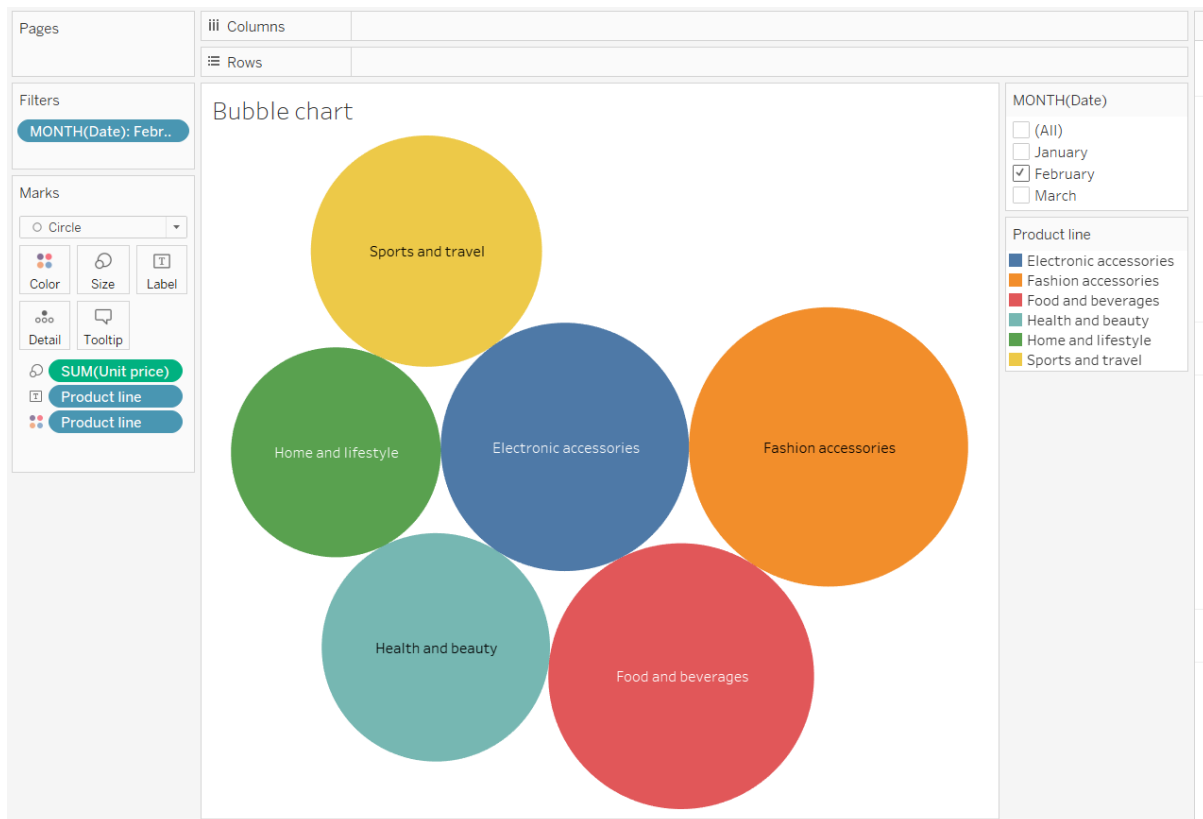 Pages
Columns
Rows
Filters
MONTH(Date): Febr..
Marks
Circle
Color
Size
Label
Detail
Tooltip
SUM(Unit price)
Product line
Product line
Bubble chart
Sports and travel
Home and lifestyle
Electronic accessories
Fashion accessories
Health and beauty
Food and beverages
MONTH(Date)
(All)
January
February
March
Product line
Electronic accessories
Fashion accessories
Food and beverages
Health and beauty
Home and lifestyle
Sports and travel